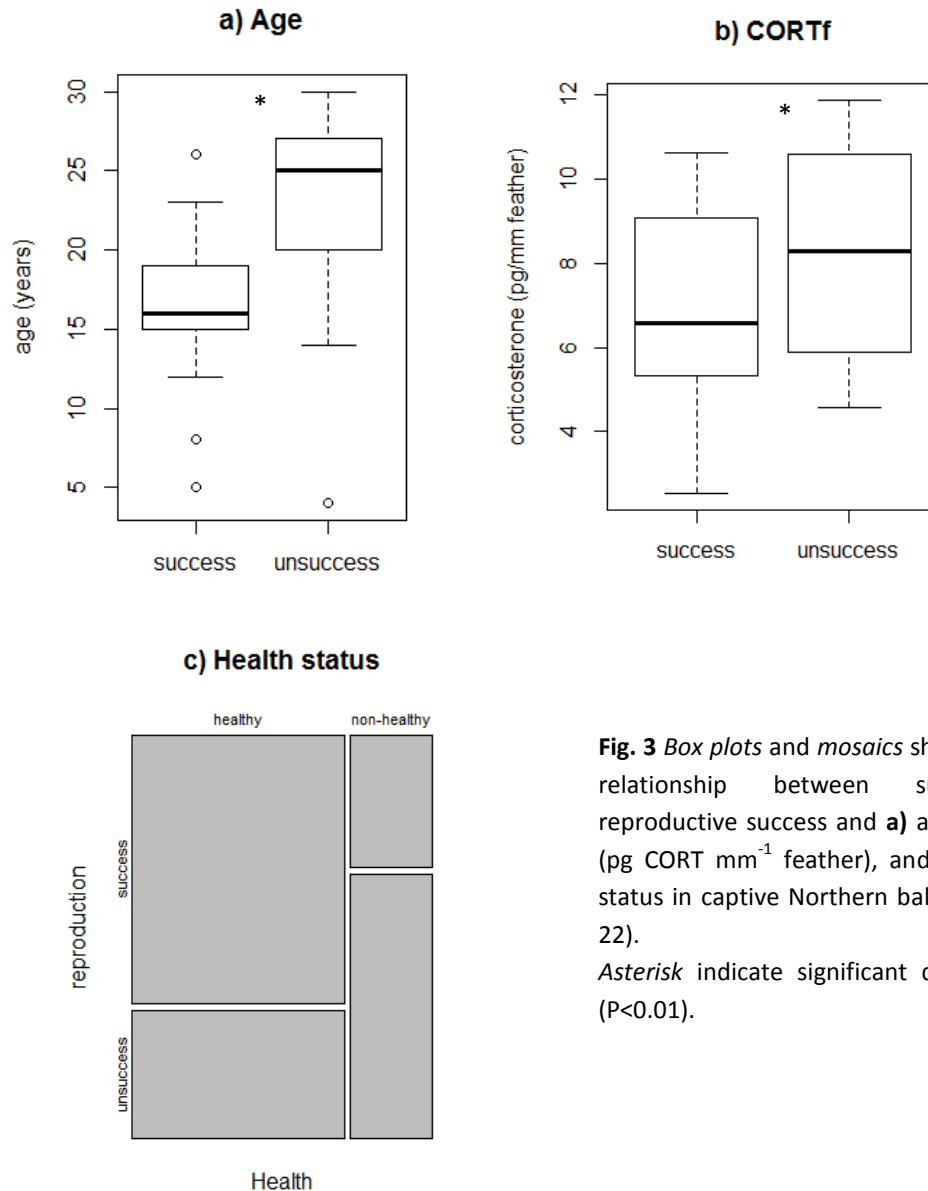 a) Age
*
age (years)
30
25
20
15
10
5
success unsuccess
b) CORTf
*
corticosterone (pg/mm feather)
12
10
8
6
4
success unsuccess
c) Health status
healthy non-healthy
reproduction
success
unsuccess
Health
Fig. 3 Box plots and mosaics
relationship between
reproductive success and a)
(pg CORT mm⁻¹ feather), and
status in captive Northern
22).
Asterisk indicate significant
(P<0.01).